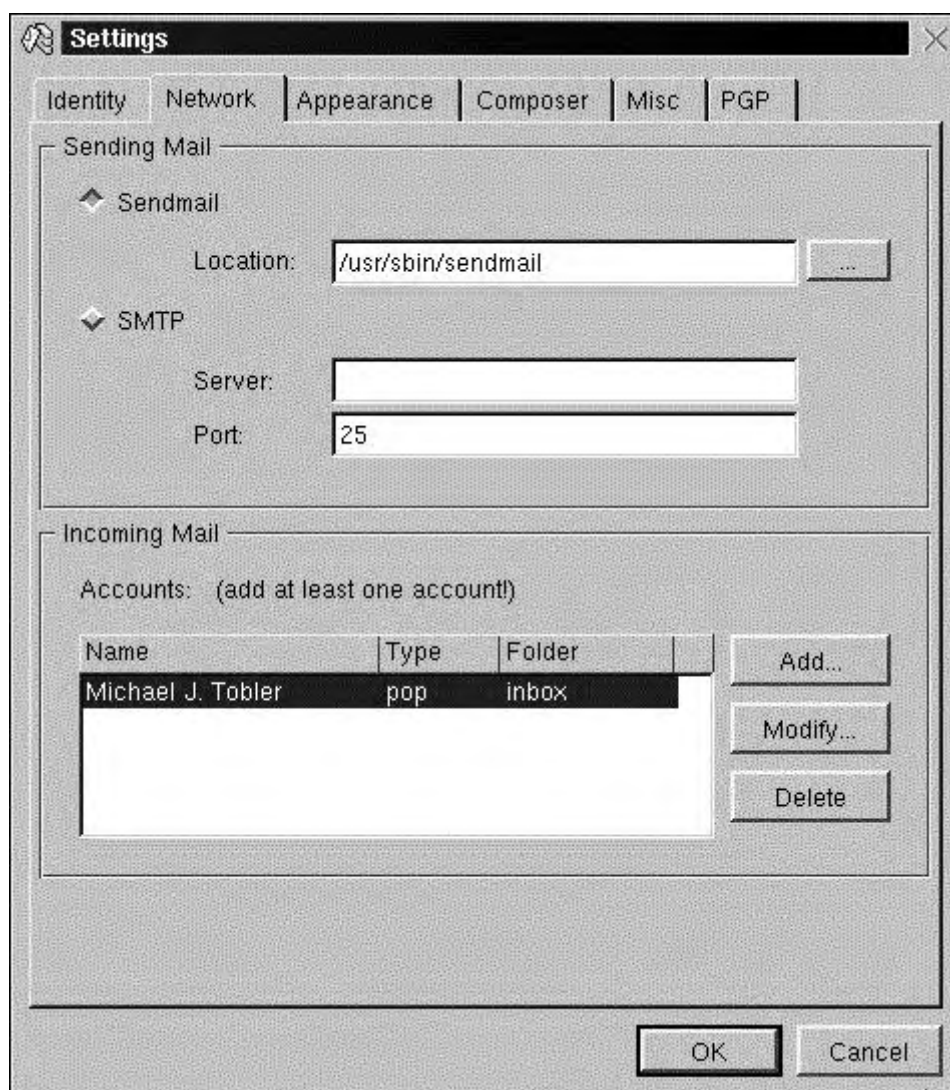 Settings
Identity Network Appearance Composer Misc PGP
Sending Mail
Sendmail
Location: /usr/sbin/sendmail ...
SMTP
Server:
Port: 25
Incoming Mail
Accounts: (add at least one account!)
Name Type Folder
Michael J. Tobler pop inbox
Add...
Modify...
Delete
OK Cancel